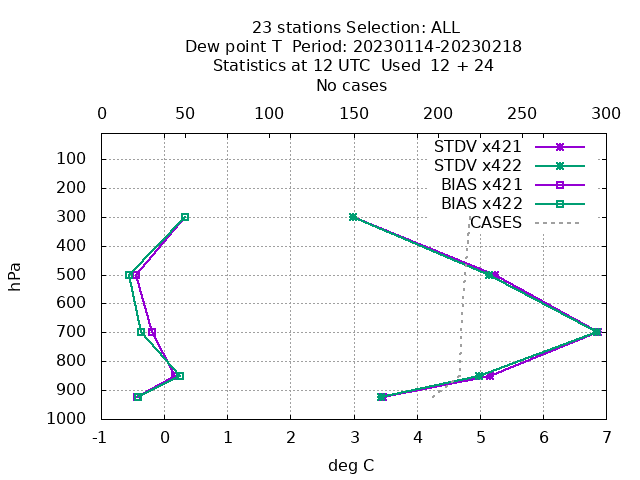 23 stations Selection: ALL
Dew point T  Period: 20230114-20230218
Statistics at 12 UTC  Used  12 + 24
No cases
0 50 100 150 200 250 300
STDV x421
STDV x422
BIAS x421
BIAS x422
CASES
100
200
300
400
500
600
700
800
900
1000
hPa
-1 0 1 2 3 4 5 6 7
deg C